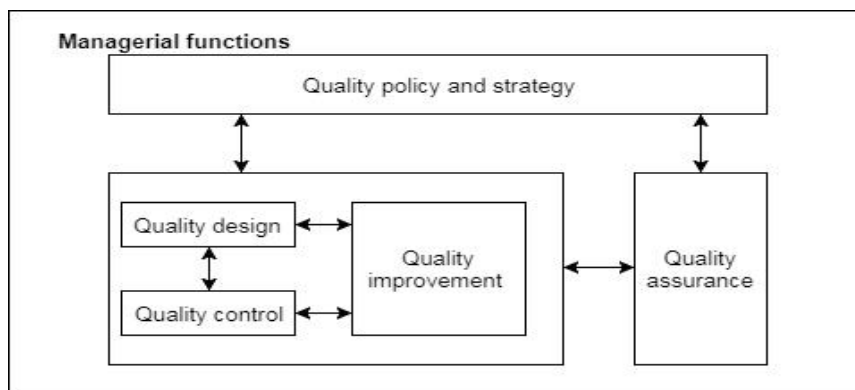 Managerial functions
Quality policy and strategy
Quality design
Quality control
Quality
improvement
Quality
assurance